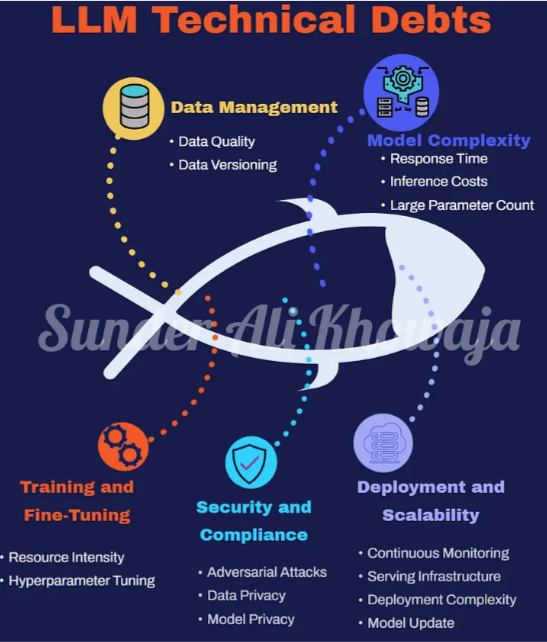 LLM Technical Debts
Data Management
• Data Quality
• Data Versioning
Model Complexity
• Response Time
• Inference Costs
• Large Parameter Count
Sunder Ali Khowaja
Training and
Fine-Tuning
• Resource Intensity
• Hyperparameter Tuning
Security and
Compliance
• Adversarial Attacks
• Data Privacy
• Model Privacy
Deployment and
Scalability
• Continuous Monitoring
• Serving Infrastructure
• Deployment Complexity
• Model Update